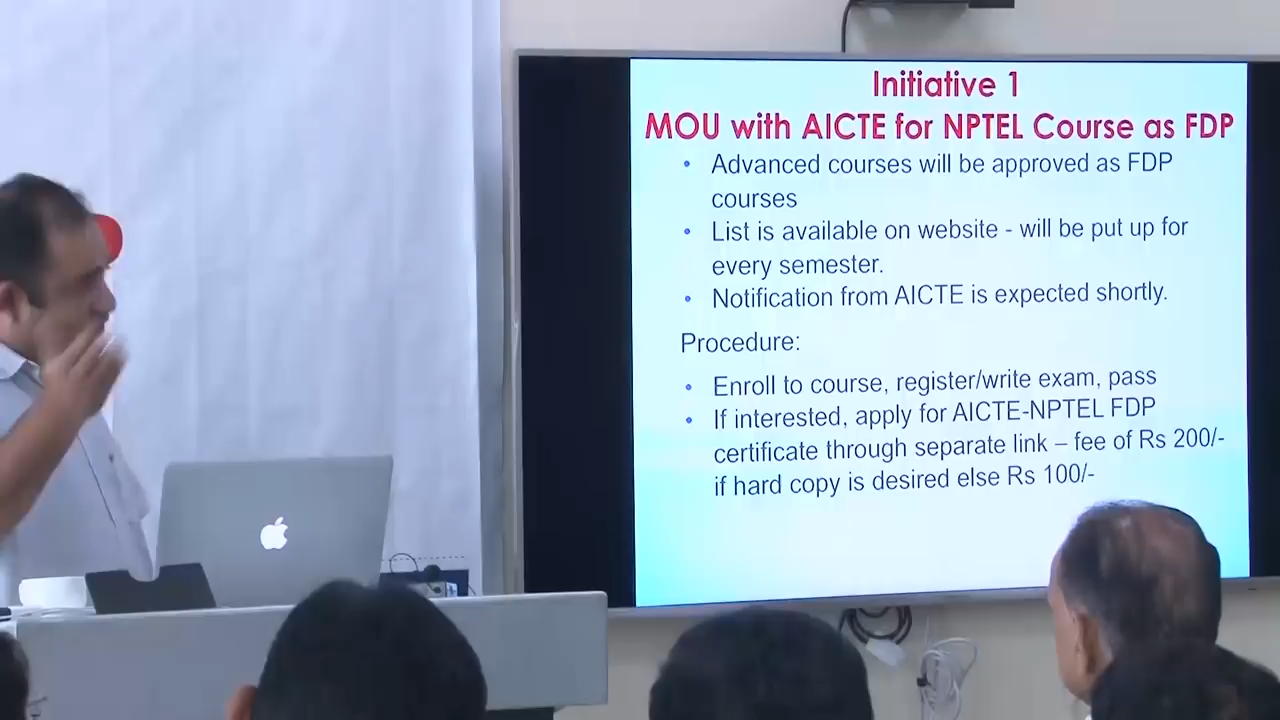 Initiative 1
MOU with AICTE for NPTEL Course as FDP
• Advanced courses will be approved as FDP
courses
• List is available on website - will be put up for
every semester.
• Notification from AICTE is expected shortly.
Procedure:
• Enroll to course, register/write exam, pass
• If interested, apply for AICTE-NPTEL FDP
certificate through separate link – fee of Rs 200/-
if hard copy is desired else Rs 100/-